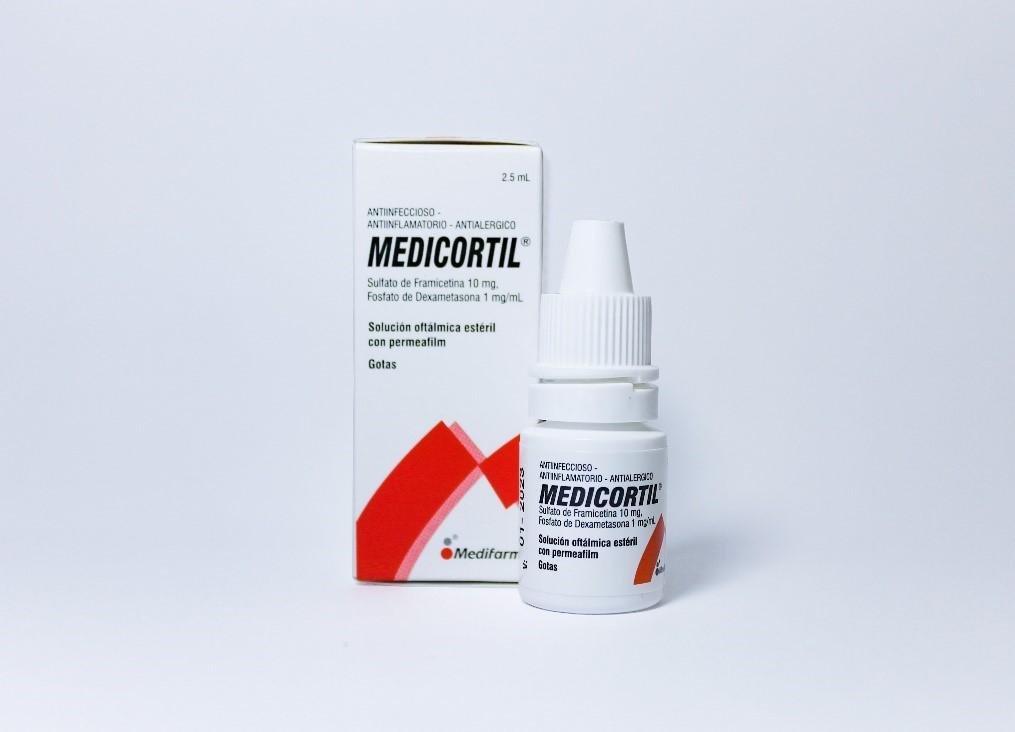 2.5 mL
ANTIINFECCIOSO -
ANTIINFLAMATORIO - ANTIALERGICO
MEDICORTIL®
Sulfato de Framicetina 10 mg,
Fosfato de Dexametasona 1 mg/mL
Solución oftálmica estéril
con permeafilm
Gotas
Medifarm
ANTIINFECCIOSO -
ANTIINFLAMATORIO - ANTIALERGICO
MEDICORTIL®
Sulfato de Framicetina 10 mg,
Fosfato de Dexametasona 1 mg/mL
Solución oftálmica estéril
con permeafilm
Gotas
01-2023